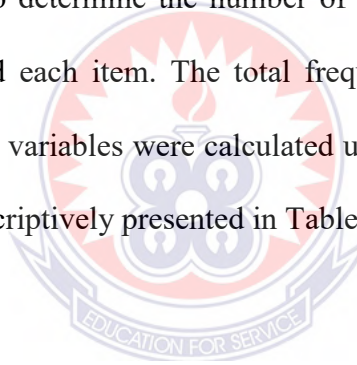 determine the number of
each item. The total freq
variables were calculated u
criptively presented in Table
EDUCATION FOR SERVICE